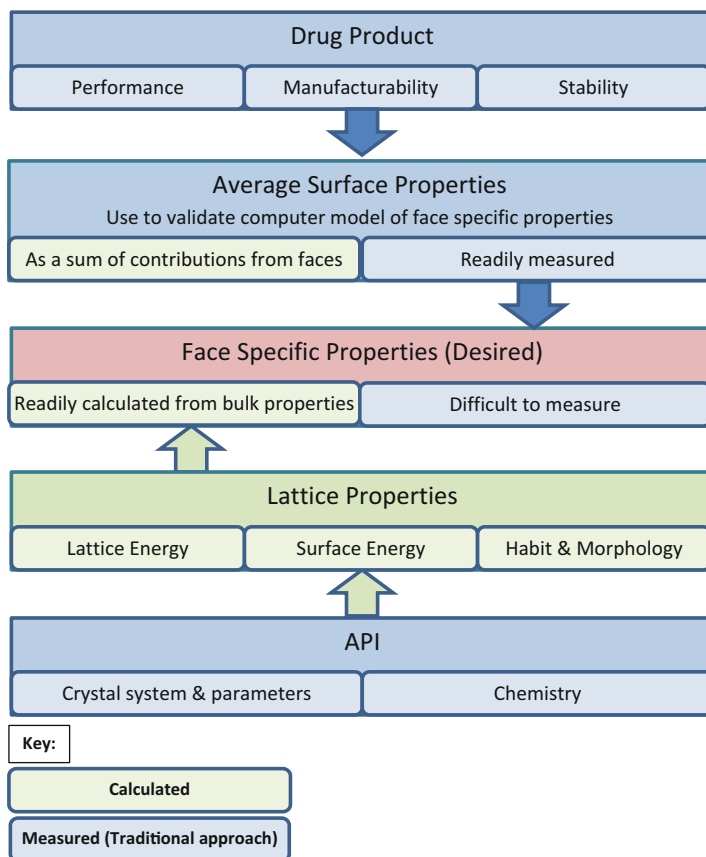 Drug Product
Performance
Manufacturability
Stability
Average Surface Properties
Use to validate computer model of face specific properties
As a sum of contributions from faces
Readily measured
Face Specific Properties (Desired)
Readily calculated from bulk properties
Difficult to measure
Lattice Properties
Lattice Energy
Surface Energy
Habit & Morphology
API
Crystal system & parameters
Chemistry
Key:
Calculated
Measured (Traditional approach)